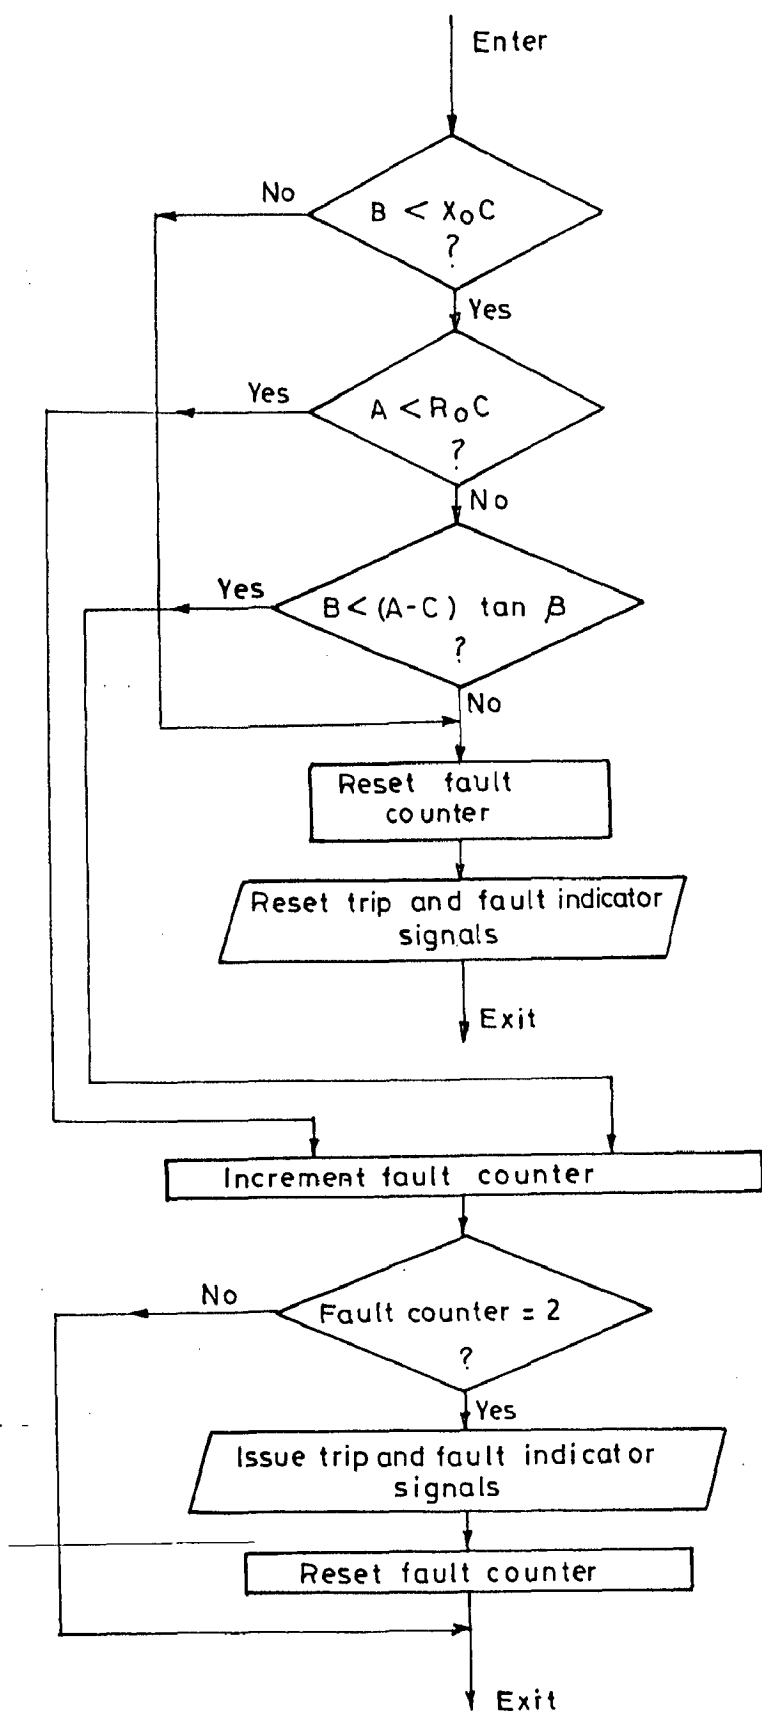 Enter
No
B < X₀C
?
Yes
Yes
A < R₀C
?
No
Yes
B < (A-C) tan β
?
No
Reset fault
counter
Reset trip and fault indicator
signals
Exit
Increment fault counter
No
Fault counter = 2
?
Yes
Issue trip and fault indicator
signals
Reset fault counter
Exit